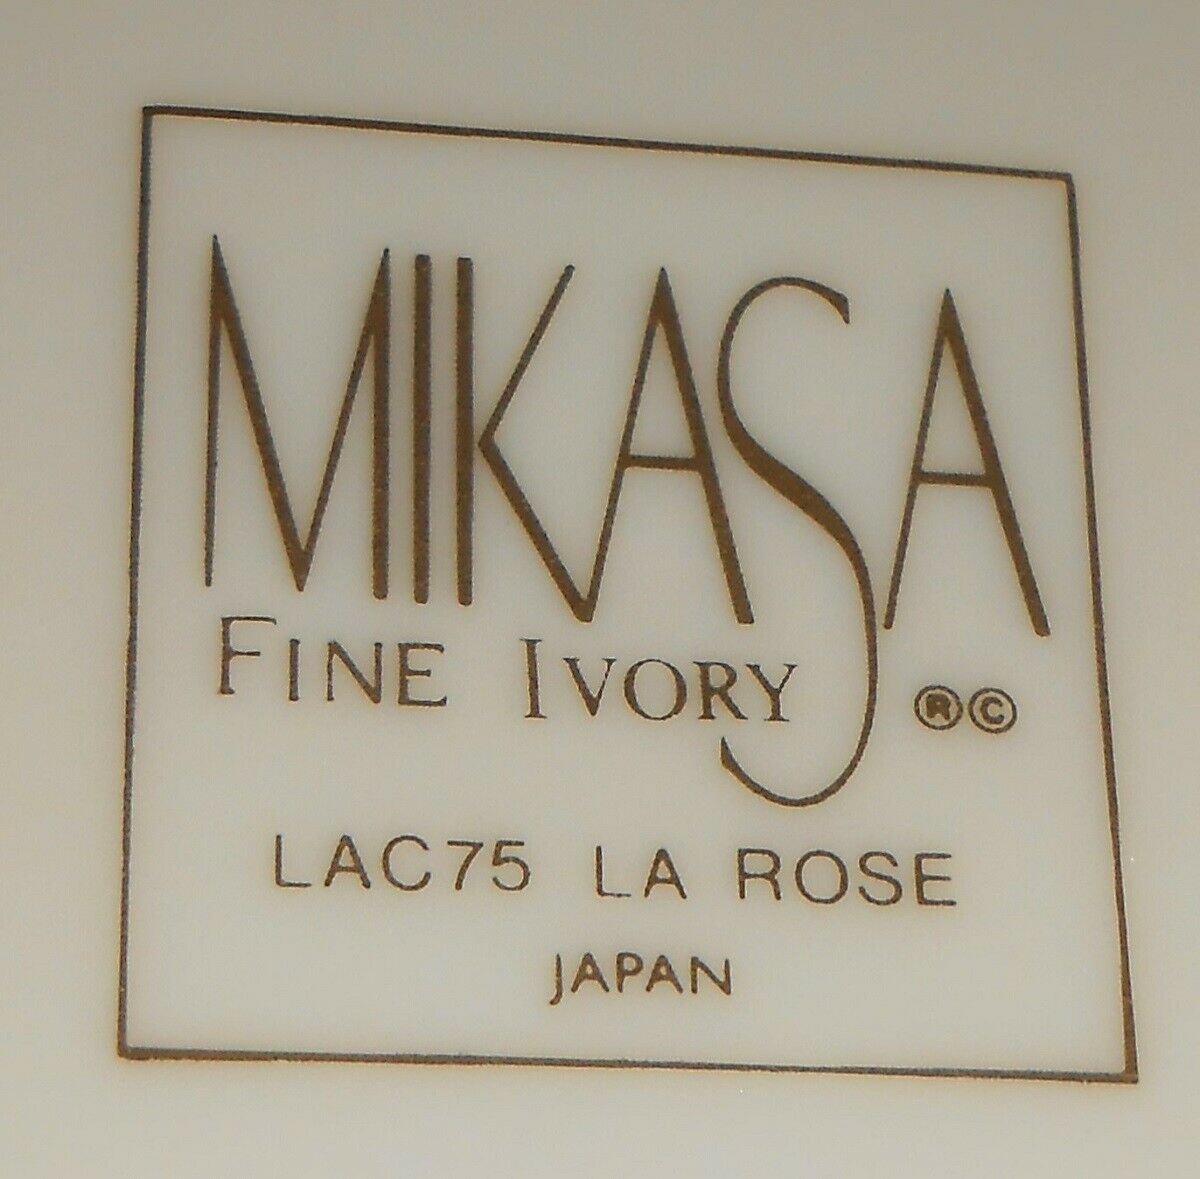 MIKASA
FINE IVORY ®©
LAC75 LA ROSE
JAPAN